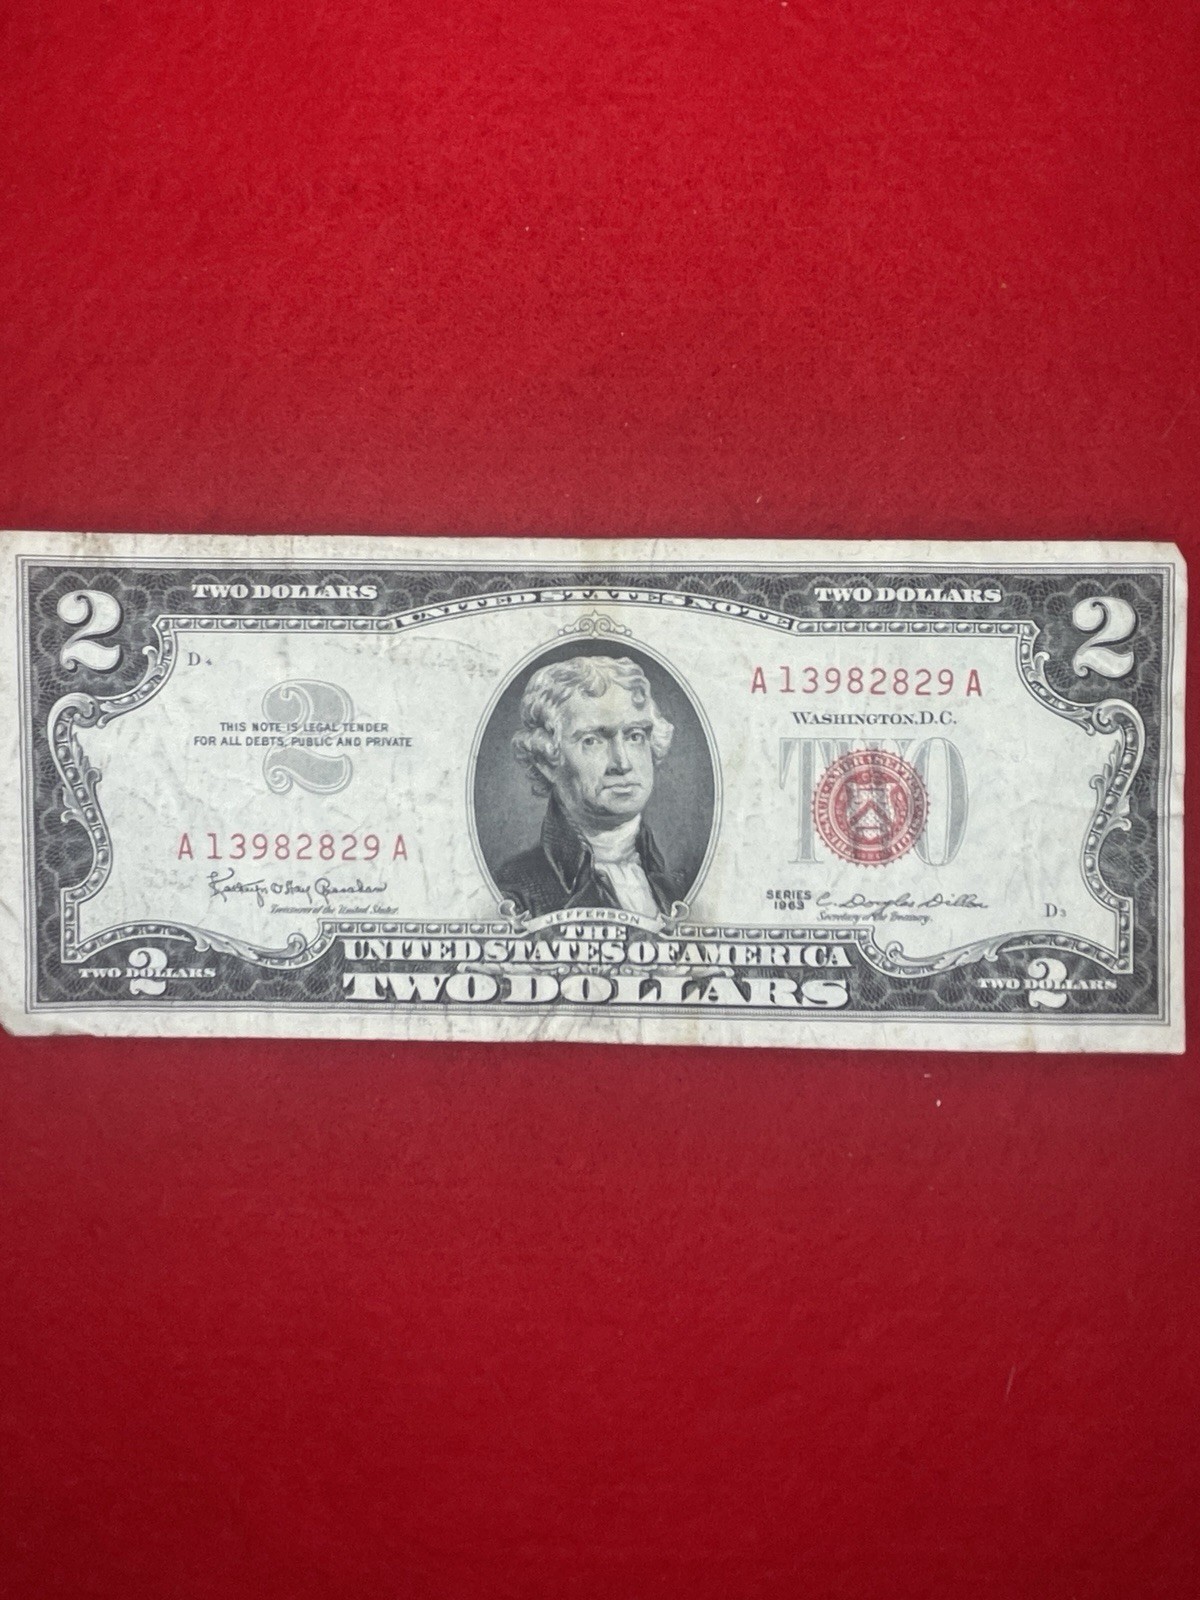 2 TWO DOLLARS UNITED STATES NOTE TWO DOLLARS 2
D4
A 13982829 A
THIS NOTE IS LEGAL TENDER
FOR ALL DEBTS, PUBLIC AND PRIVATE
2
WASHINGTON, D.C.
TWO
A 13982829 A
Treasurer of the United States.
SERIES
1963
C. Douglas Dillon
Secretary of the Treasury.
D3
JEFFERSON
THE
UNITED STATES OF AMERICA
TWO DOLLARS 2
TWO DOLLARS
TWO DOLLARS 2